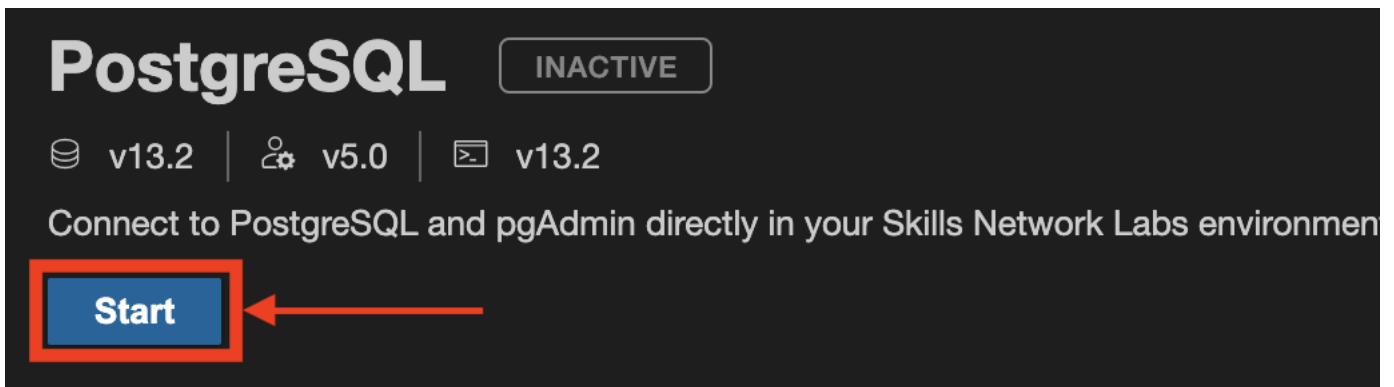 PostgreSQL INACTIVE
v13.2 v5.0 v13.2
Connect to PostgreSQL and pgAdmin directly in your Skills Network Labs environmen
Start